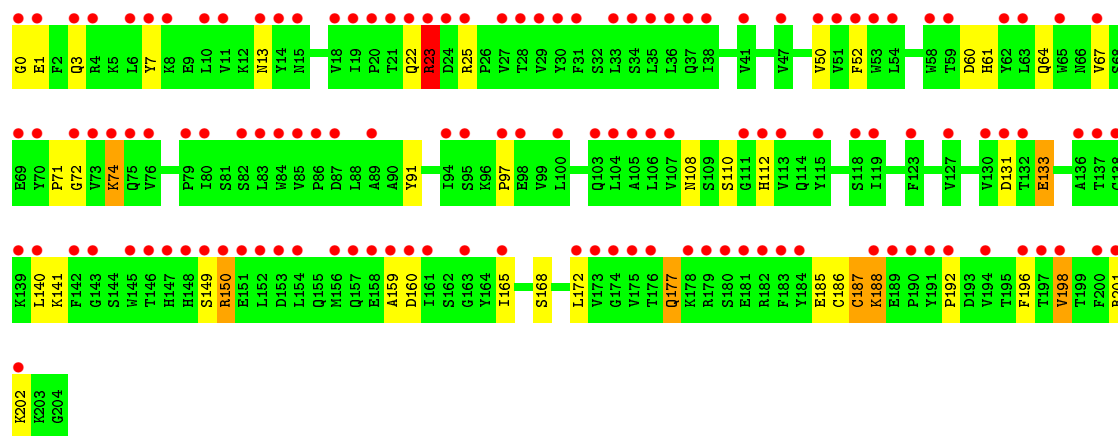 G0 E1 F2 Q3 R4 K5 L6 Y7 K8 E9 L10 V11 K12 N13 Y14 N15 V18 I19 P20 T21 Q22 R23 D24 R25 P26 V27 T28 V29 Y30 F31 S32 L33 S34 L35 L36 Q37 I38 V41 V47 V50 V51 F52 W53 L54 W58 T59 D60 H61 Y62 L63 Q64 W65 N66 V67 S68
E69 Y70 P71 G72 V73 K74 Q75 V76 P79 I80 S81 S82 L83 W84 V85 P86 D87 L88 A89 A90 Y91 I94 S95 K96 P97 E98 V99 L100 Q103 L104 A105 L106 V107 N108 S109 S110 G111 H112 V113 Q114 Y115 S118 I119 F123 V127 V130 D131 T132 E133 A136 T137 G138
K139 L140 K141 F142 G143 S144 W145 T146 H147 H148 S149 R150 E151 L152 D153 L154 Q155 M156 Q157 E158 A159 D160 I161 S162 G163 Y164 I165 S168 L172 V173 G174 V175 T176 Q177 K178 R179 S180 E181 R182 F183 Y184 E185 C186 C187 K188 E189 P190 Y191 P192 D193 V194 T195 F196 T197 V198 T199 F200 R201
K202 K203 G204